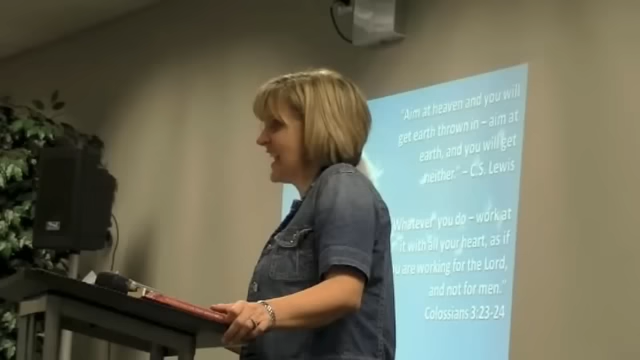 "Aim at heaven and you will
get earth thrown in – aim at
earth, and you will get
neither." – C.S. Lewis
Whatever you do – work at
it with all your heart, as if
you are working for the Lord,
and not for men."
Colossians 3:23-24